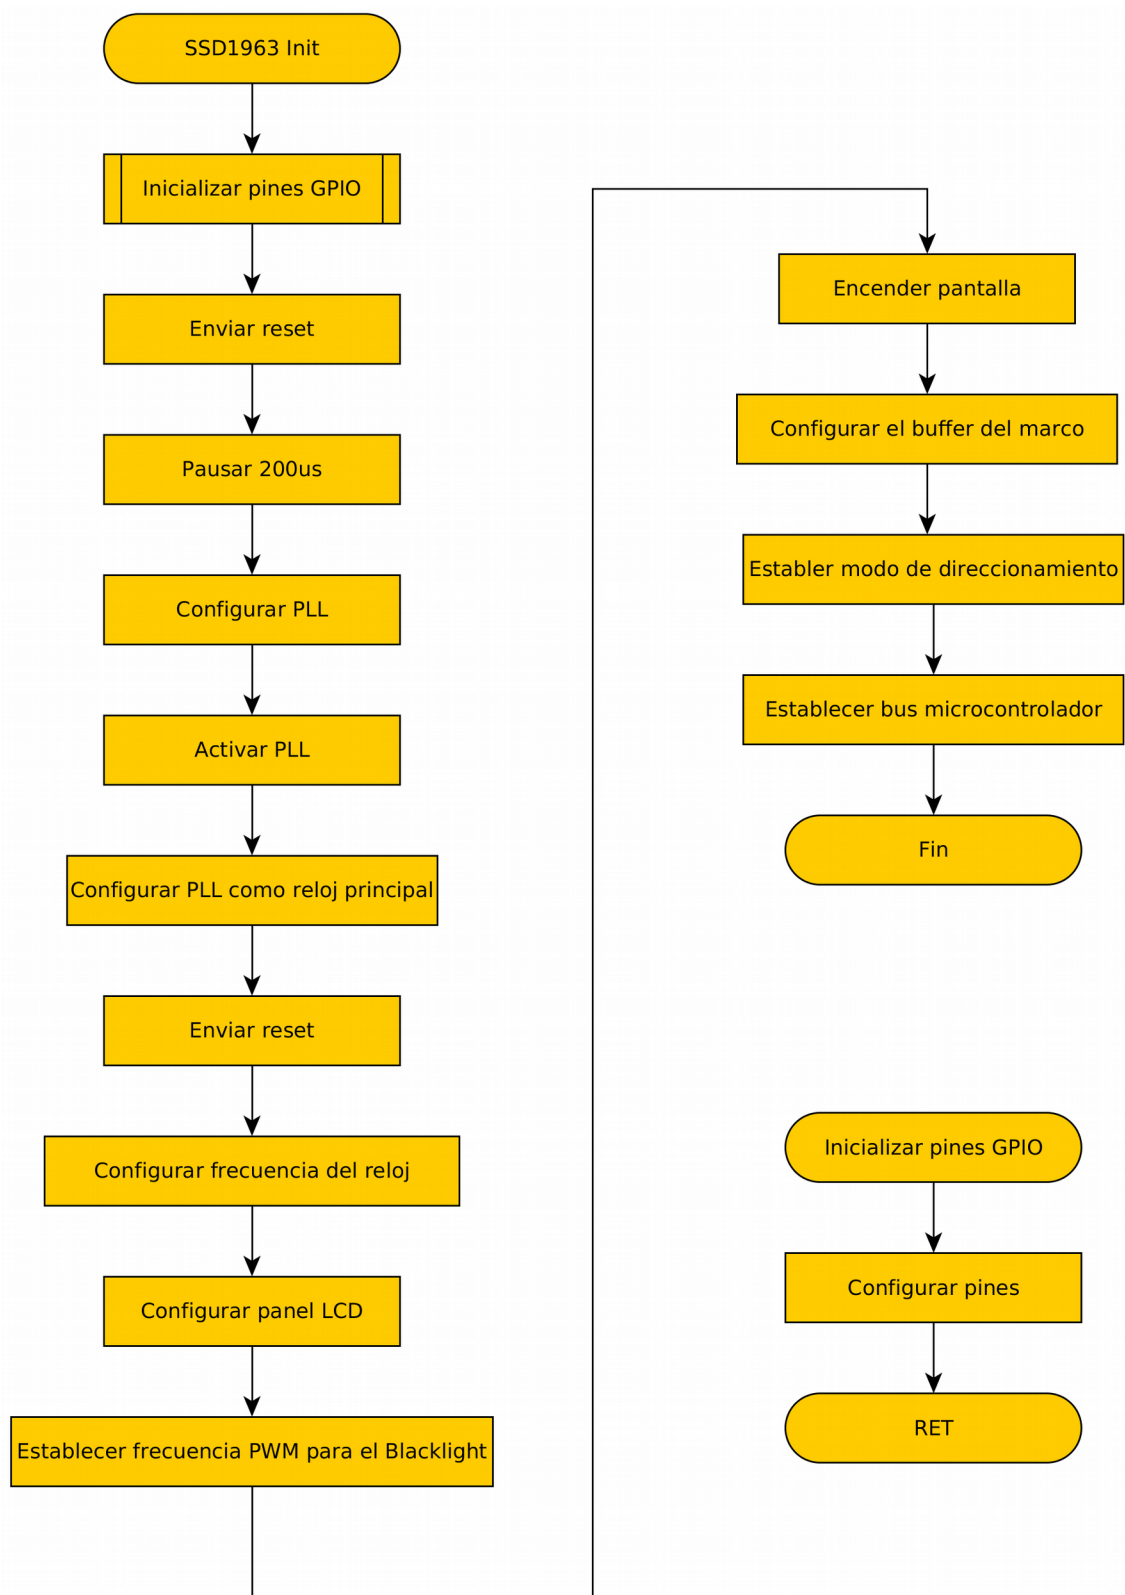 SSD1963 Init
Inicializar pines GPIO
Enviar reset
Pausar 200us
Configurar PLL
Activar PLL
Configurar PLL como reloj principal
Enviar reset
Configurar frecuencia del reloj
Configurar panel LCD
Establecer frecuencia PWM para el Blacklight
Encender pantalla
Configurar el buffer del marco
Establer modo de direccionamiento
Establecer bus microcontrolador
Fin
Inicializar pines GPIO
Configurar pines
RET